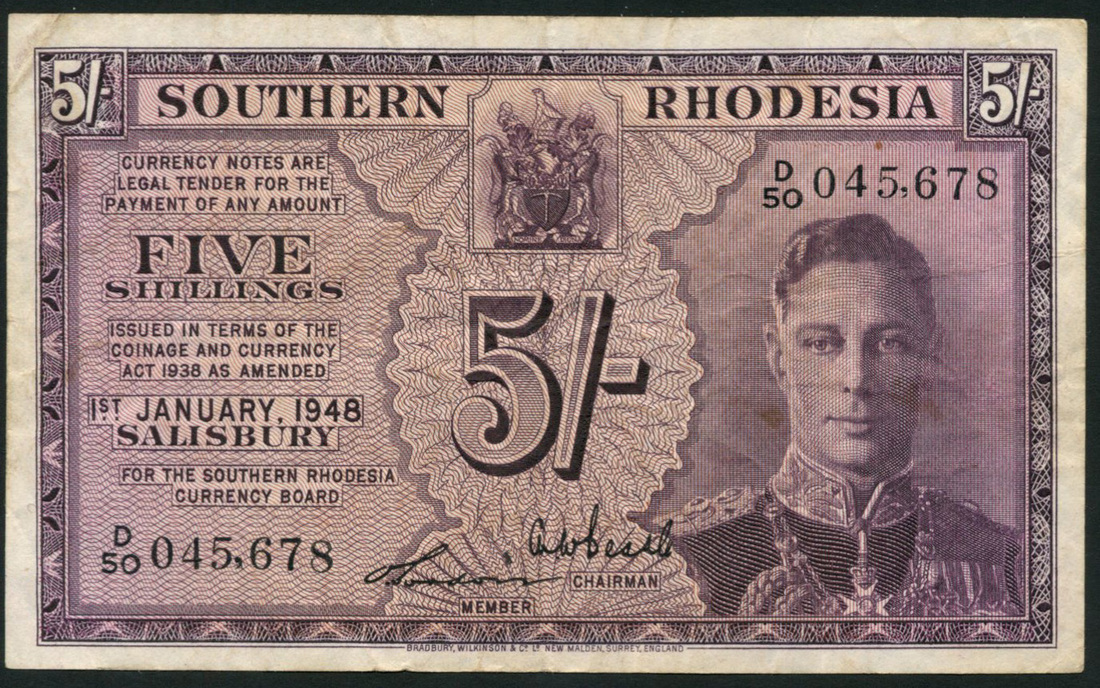 5/-
SOUTHERN RHODESIA
5/-
CURRENCY NOTES ARE
LEGAL TENDER FOR THE
PAYMENT OF ANY AMOUNT
D/50 045,678
FIVE
SHILLINGS
5/-
ISSUED IN TERMS OF THE
COINAGE AND CURRENCY
ACT 1938 AS AMENDED
1ST JANUARY, 1948
SALISBURY
FOR THE SOUTHERN RHODESIA
CURRENCY BOARD
D/50 045,678
CHAIRMAN
MEMBER
BRADBURY, WILKINSON & Co. Ld. NEW MALDEN, SURREY, ENGLAND